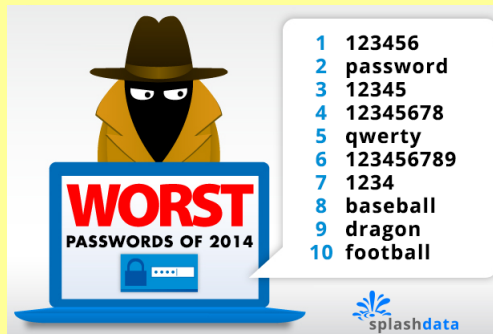 WORST
PASSWORDS OF 2014
1 123456
2 password
3 12345
4 12345678
5 qwerty
6 123456789
7 1234
8 baseball
9 dragon
10 football
splashdata